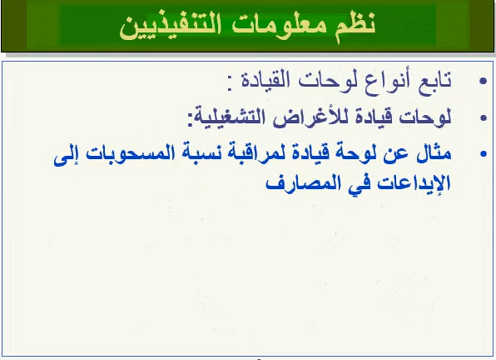 نظم معلومات التنفيذيين
• تابع أنواع لوحات القيادة :
• لوحات قيادة للأغراض التشغيلية:
• مثال عن لوحة قيادة لمراقبة نسبة المسحوبات إلى
الإيداعات في المصارف